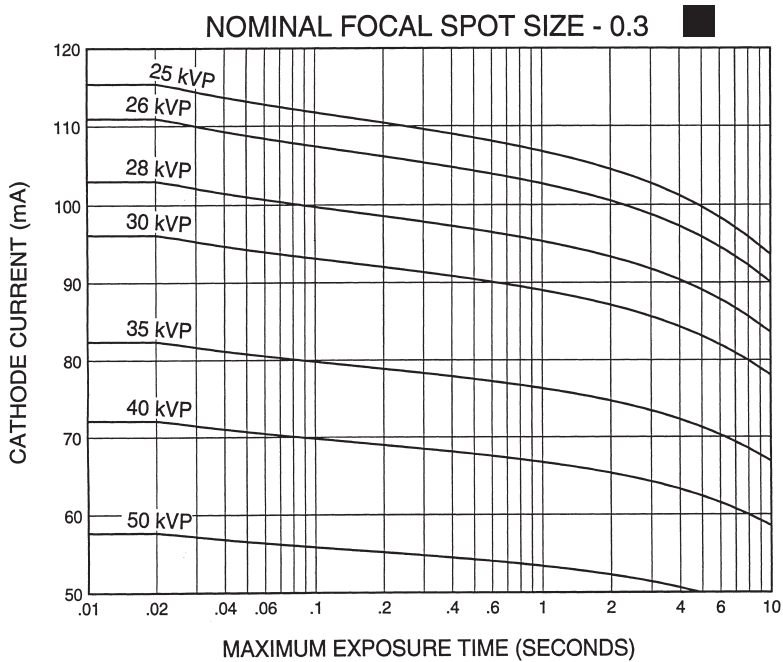 NOMINAL FOCAL SPOT SIZE - 0.3
120
110
100
90
80
70
60
50
CATHODE CURRENT (mA)
25 kVP
26 kVP
28 kVP
30 kVP
35 kVP
40 kVP
50 kVP
.01 .02 .04 .06 .1 .2 .4 .6 1 2 4 6 10
MAXIMUM EXPOSURE TIME (SECONDS)